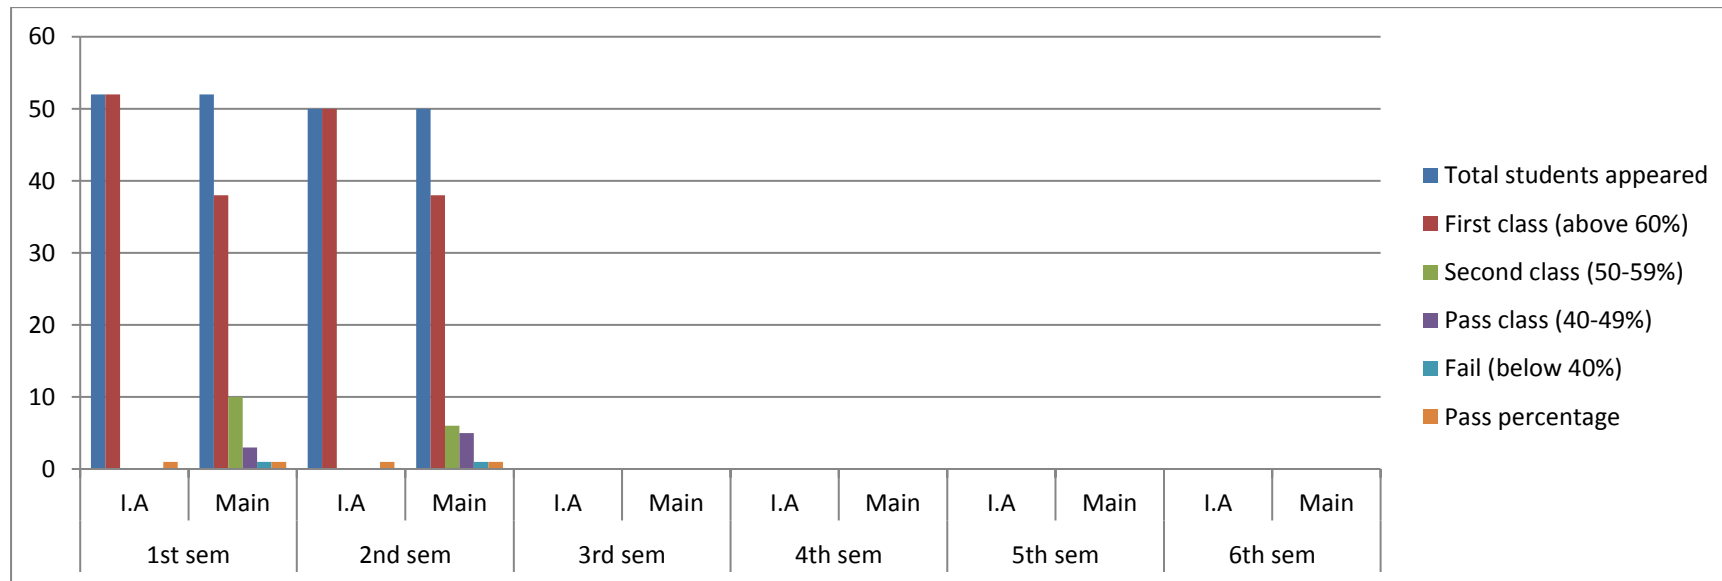 60
50
40
30
20
10
0
I.A Main I.A Main I.A Main I.A Main I.A Main I.A Main
1st sem 2nd sem 3rd sem 4th sem 5th sem 6th sem
Total students appeared
First class (above 60%)
Second class (50-59%)
Pass class (40-49%)
Fail (below 40%)
Pass percentage